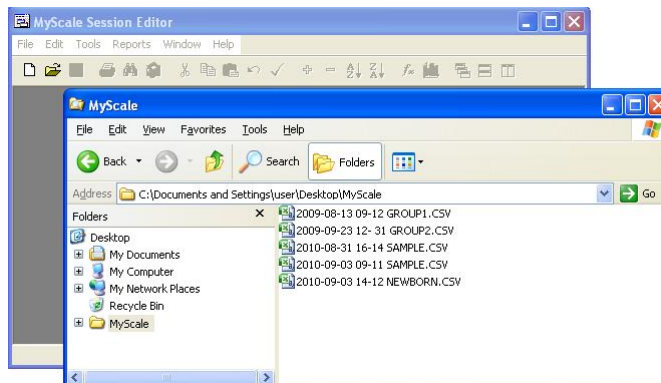 MyScale Session Editor
File Edit Tools Reports Window Help
MyScale
File Edit View Favorites Tools Help
Back Search Folders
Address C:\Documents and Settings\user\Desktop\MyScale Go
Folders
Desktop
My Documents
My Computer
My Network Places
Recycle Bin
MyScale
2009-08-13 09-12 GROUP1.CSV
2009-09-23 12- 31 GROUP2.CSV
2010-08-31 16-14 SAMPLE.CSV
2010-09-03 09-11 SAMPLE.CSV
2010-09-03 14-12 NEWBORN.CSV